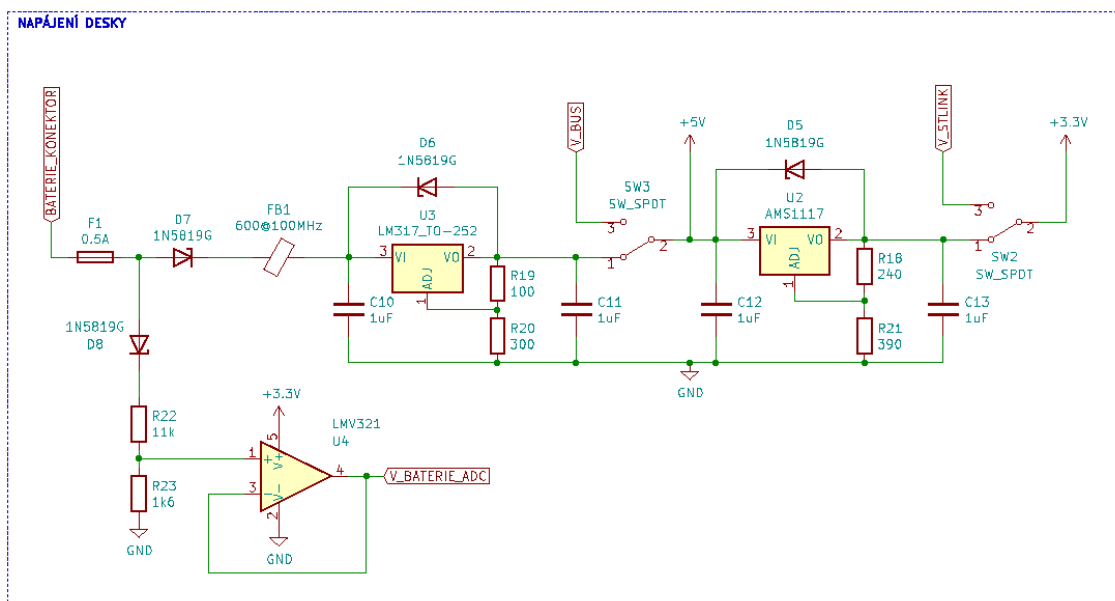 NAPÁJENÍ DESKY
BATERIE_KONEKTOR
F1
0.5A
D7
1N5819G
FB1
600@100MHz
D6
1N5819G
U3
LM317_TO-252
3
VI
VO
2
ADJ
1
R19
100
R20
300
C10
1uF
C11
1uF
V_BUS
SW3
SW_SPDT
3
1
2
+5V
C12
1uF
D5
1N5819G
U2
AMS1117
3
VI
VO
2
ADJ
1
R18
240
R21
390
C13
1uF
GND
V_STLINK
3
1
2
SW2
SW_SPDT
+3.3V
1N5819G
D8
R22
11k
R23
1k6
GND
+3.3V
LMV321
U4
5
V+
1
+
3
-
V-
2
4
GND
V_BATERIE_ADC